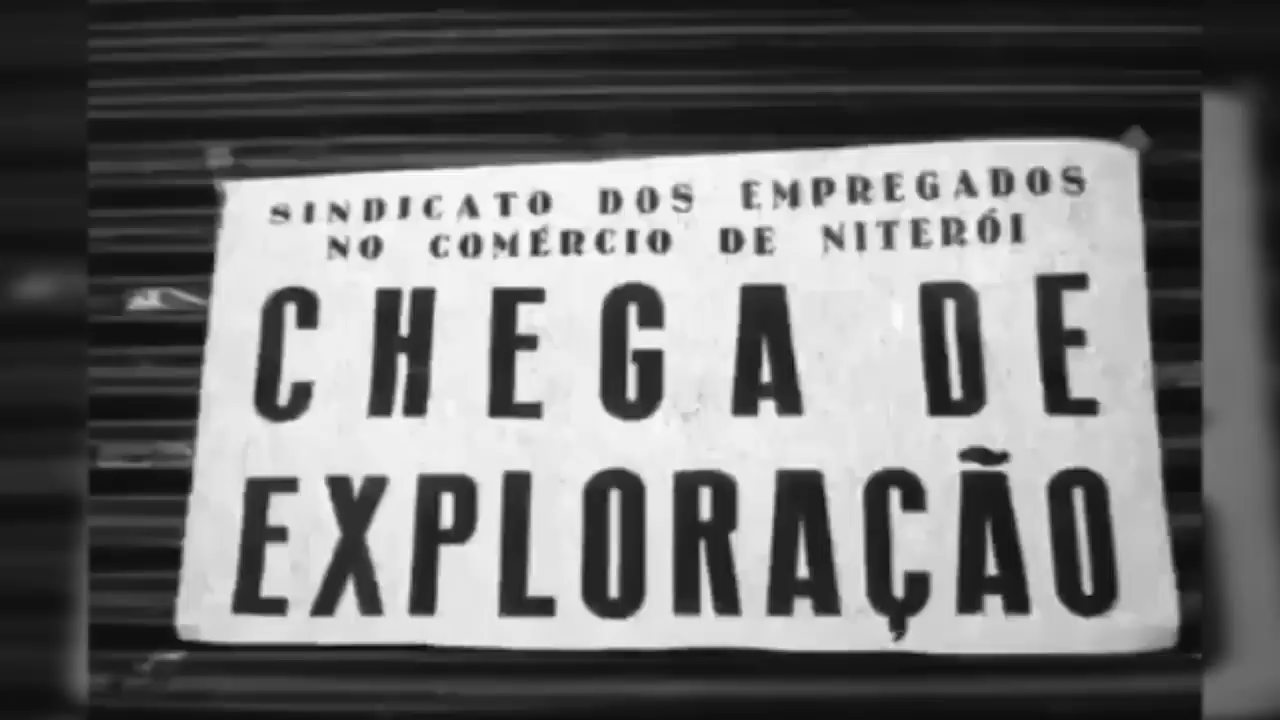 SINDICATO DOS EMPREGADOS
NO COMÉRCIO DE NITERÓI
CHEGA DE
EXPLORAÇÃO